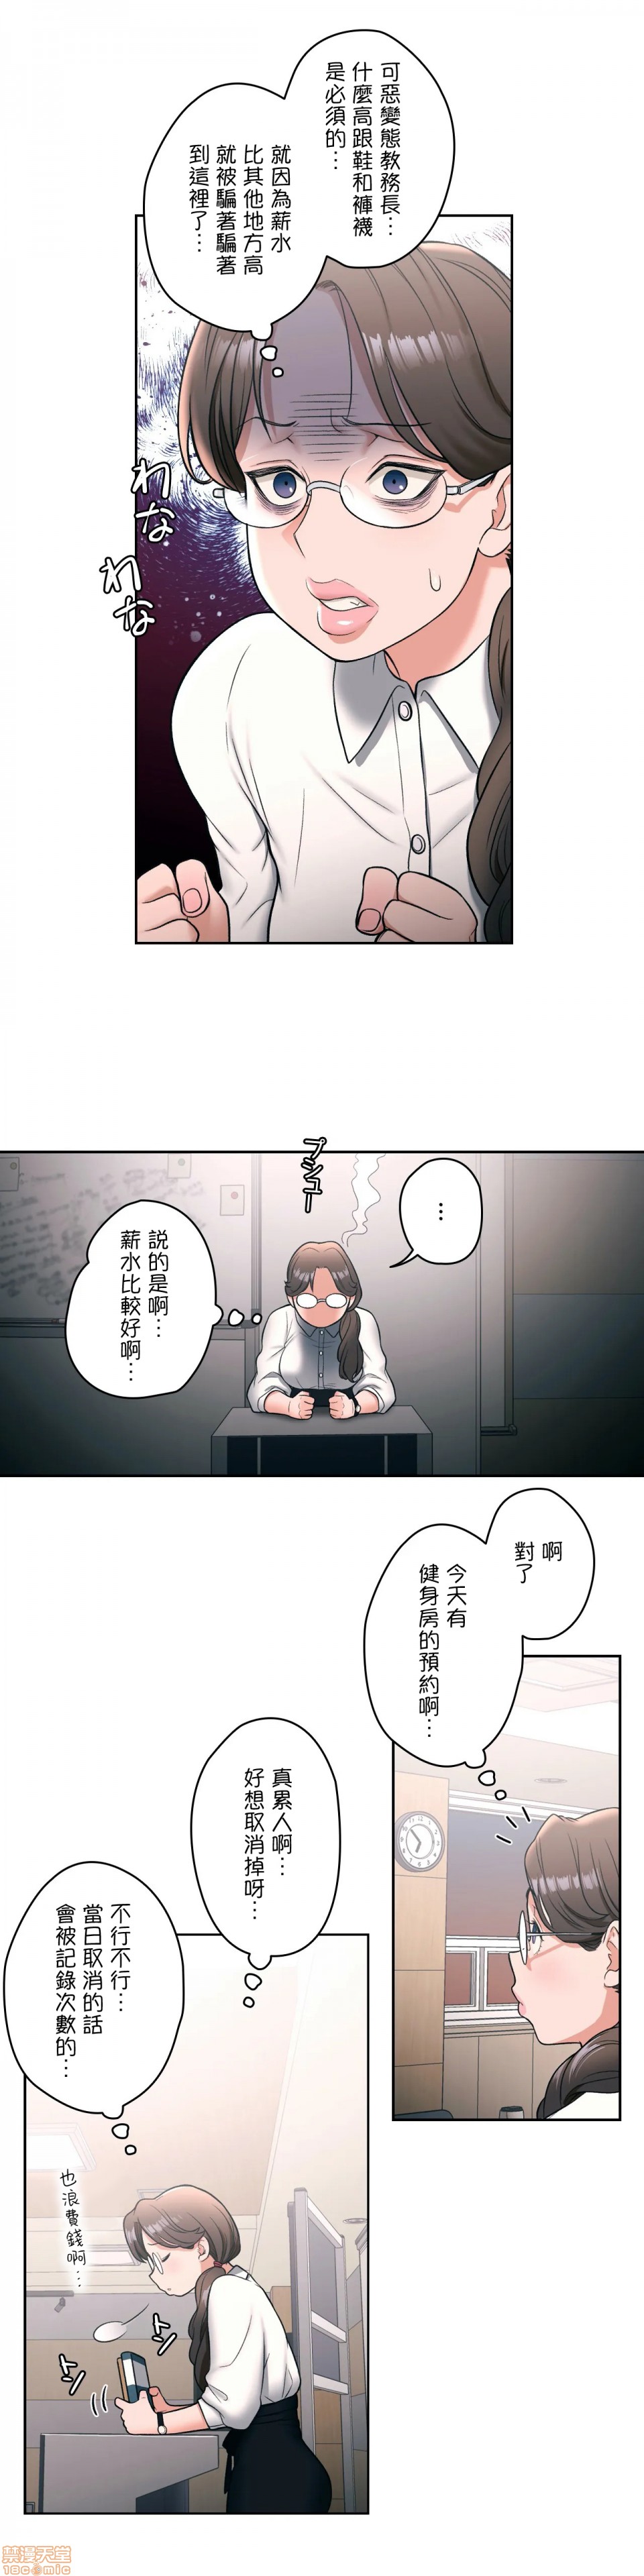 可惡變態教務長…
什麼高跟鞋和褲襪
是必須的…
就因為薪水
比其他地方高
就被騙著騙著
到這裡了…
わな
わな
プシュー
…
說的是啊…
薪水比較好啊…
啊
對了
今天有
健身房的預約啊…
真累人啊…
好想取消掉呀…
不行不行…
當日取消的話
會被記錄次數的…
也浪費錢啊…
トン
トン
禁漫天堂
18comic